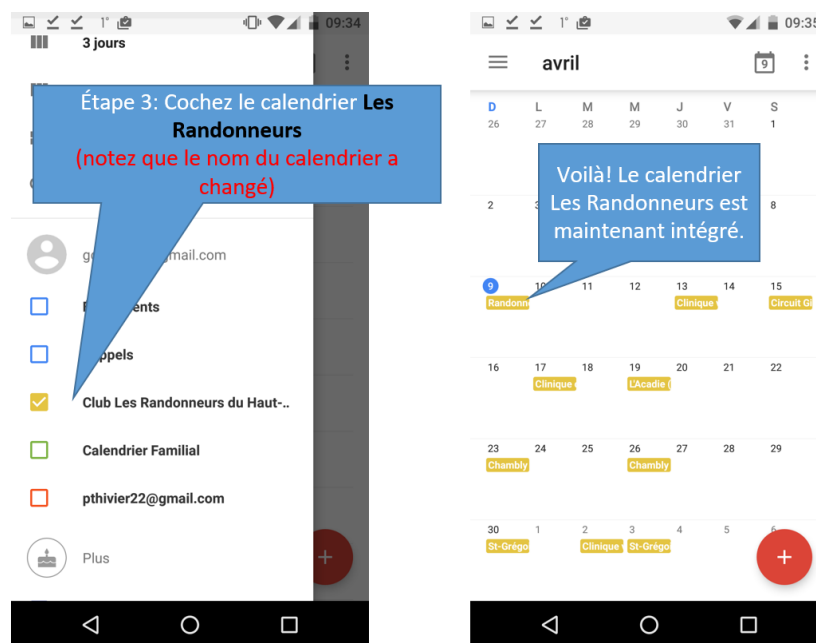 1° 09:34
3 jours
Étape 3: Cochez le calendrier Les
Randonneurs
(notez que le nom du calendrier a
changé)
Club Les Randonneurs du Haut-..
Calendrier Familial
pthivier22@gmail.com
Plus
+
1° 09:35
avril
9
D L M M J V S
26 27 28 29 30 31 1
Voilà! Le calendrier
Les Randonneurs est
maintenant intégré.
2 8
9 10 11 12 13 14 15
Randonn Clinique Circuit Gi
16 17 18 19 20 21 22
Clinique L'Acadie (
23 24 25 26 27 28 29
Chambly Chambly
30 1 2 3 4 5 6
St-Grégo Clinique St-Grégo
+